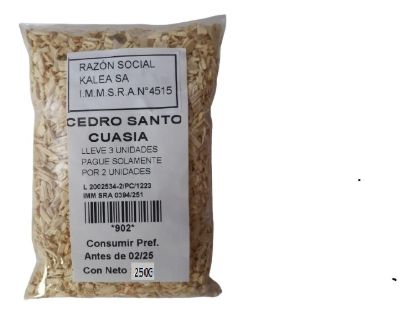 RAZÓN SOCIAL
KALEA SA
I.M.M.S.R.A.N°4515
CEDRO SANTO
CUASIA
LLEVE 3 UNIDADES
PAGUE SOLAMENTE
POR 2 UNIDADES
L 2002534-2/PC/1223
IMM SRA 0394/251
*902*
Consumir Pref.
Antes de 02/25
Con Neto 250G